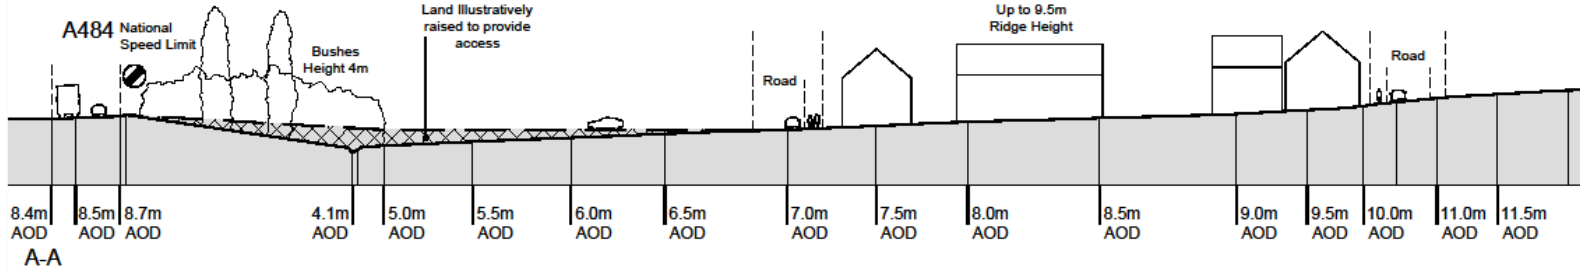 A484
National
Speed Limit
Bushes
Height 4m
Land Illustratively
raised to provide
access
Road
Up to 9.5m
Ridge Height
Road
8.4m
AOD
8.5m
AOD
8.7m
AOD
4.1m
AOD
5.0m
AOD
5.5m
AOD
6.0m
AOD
6.5m
AOD
7.0m
AOD
7.5m
AOD
8.0m
AOD
8.5m
AOD
9.0m
AOD
9.5m
AOD
10.0m
AOD
11.0m
AOD
11.5m
AOD
A-A